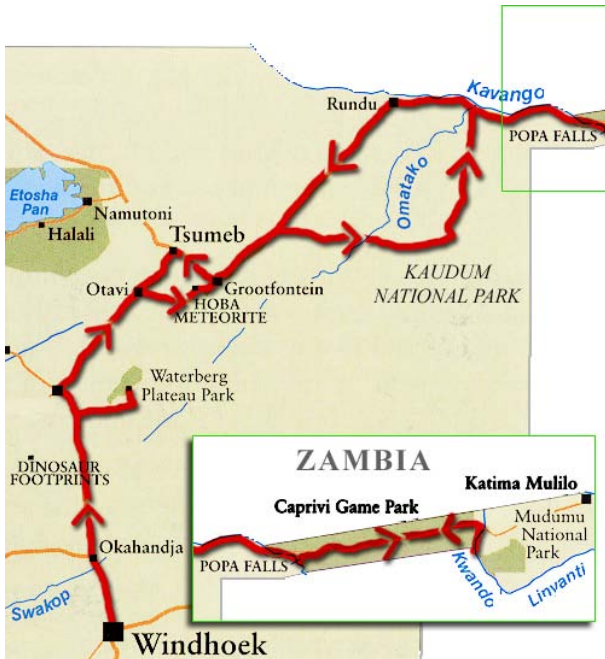 Kavango
Rundu
POPA FALLS
Omatako
Etosha
Pan
Namutoni
Halali
Tsumeb
KAUDUM
NATIONAL PARK
Otavi
Grootfontein
HOBA
METEORITE
Waterberg
Plateau Park
DINOSAUR
FOOTPRINTS
Okahandja
Swakop
Windhoek
ZAMBIA
Katima Mulilo
Caprivi Game Park
Mudumu
National
Park
POPA FALLS
Kwando
Linvanti